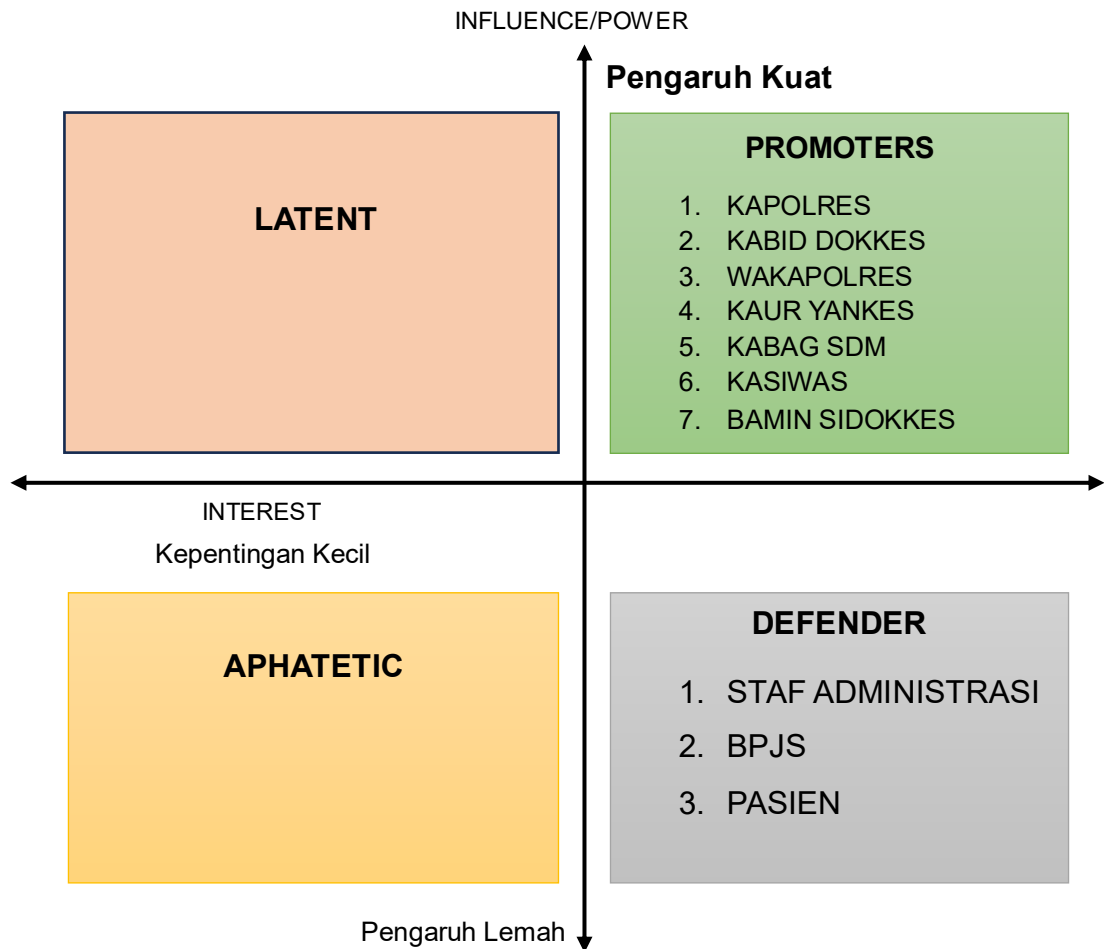 INFLUENCE/POWER
Pengaruh Kuat
LATENT
PROMOTERS
1. KAPOLRES
2. KABID DOKKES
3. WAKAPOLRES
4. KAUR YANKES
5. KABAG SDM
6. KASIWAS
7. BAMIN SIDOKKES
INTEREST
Kepentingan Kecil
APHATETIC
DEFENDER
1. STAF ADMINISTRASI
2. BPJS
3. PASIEN
Pengaruh Lemah